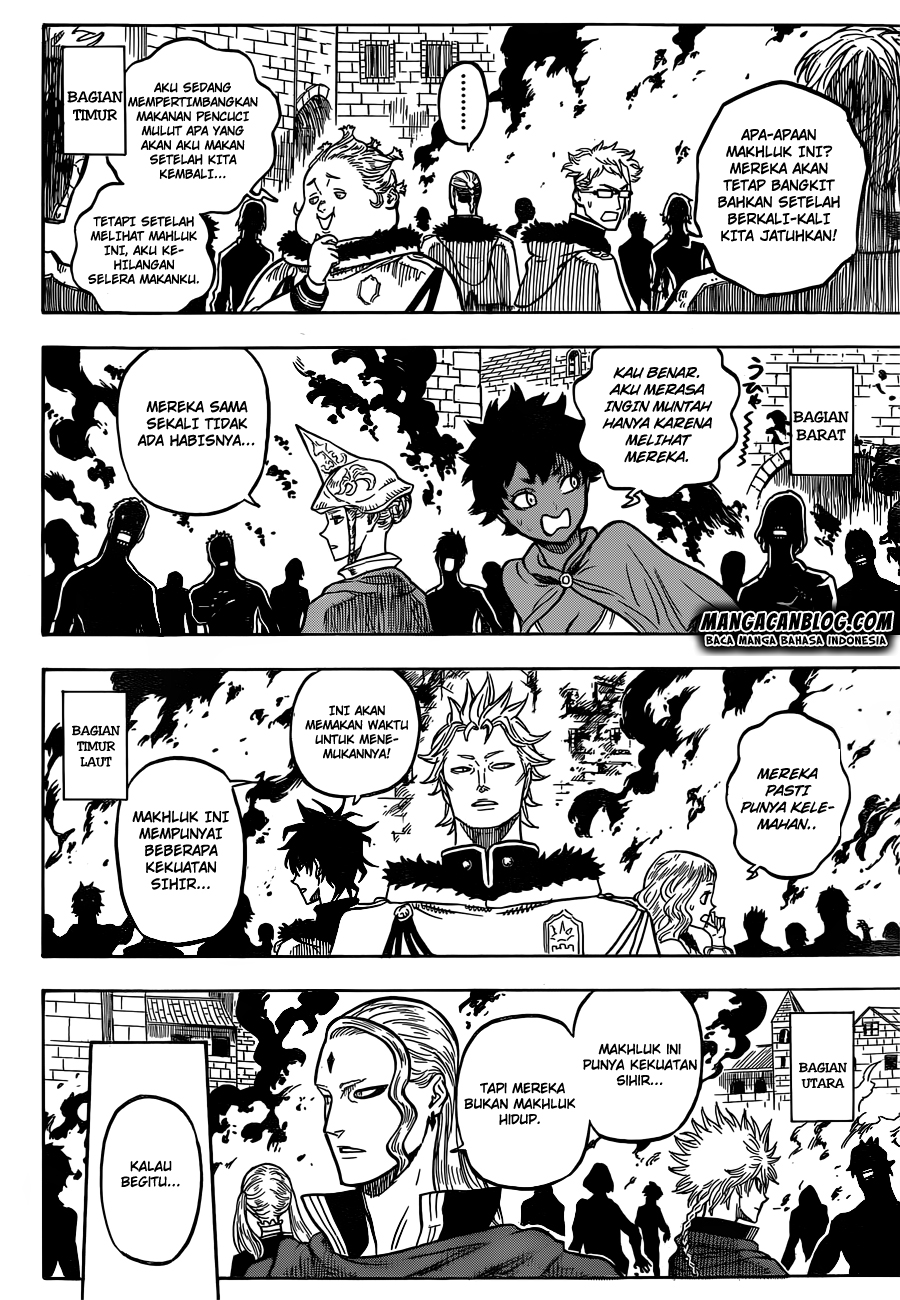 APA-APAAN
MAKHLUK INI?
MEREKA AKAN
TETAP BANGKIT
BAHKAN SETELAH
BERKALI-KALI
KITA JATUHKAN!
.........
BAGIAN
TIMUR
AKU SEDANG
MEMPERTIMBANGKAN
MAKANAN PENCUCI
MULUT APA YANG
AKAN AKU MAKAN
SETELAH KITA
KEMBALI...
TETAPI SETELAH
MELIHAT MAHLUK
INI, AKU KE-
HILANGAN
SELERA MAKANKU.
BAGIAN
BARAT
うひゃ〜〜
KAU BENAR.
AKU MERASA
INGIN MUNTAH
HANYA KARENA
MELIHAT
MEREKA.
MEREKA SAMA
SEKALI TIDAK
ADA HABISNYA...
MANGACANBLOG.COM
BACA MANGA BAHASA INDONESIA
MEREKA
PASTI
PUNYA KELE-
MAHAN..
INI AKAN
MEMAKAN WAKTU
UNTUK MENE-
MUKANNYA!
BAGIAN
TIMUR
LAUT
MAKHLUK INI
MEMPUNYAI
BEBERAPA
KEKUATAN
SIHIR...
BAGIAN
UTARA
MAKHLUK INI
PUNYA KEKUATAN
SIHIR...
TAPI MEREKA
BUKAN MAKHLUK
HIDUP.
KALAU
BEGITU...